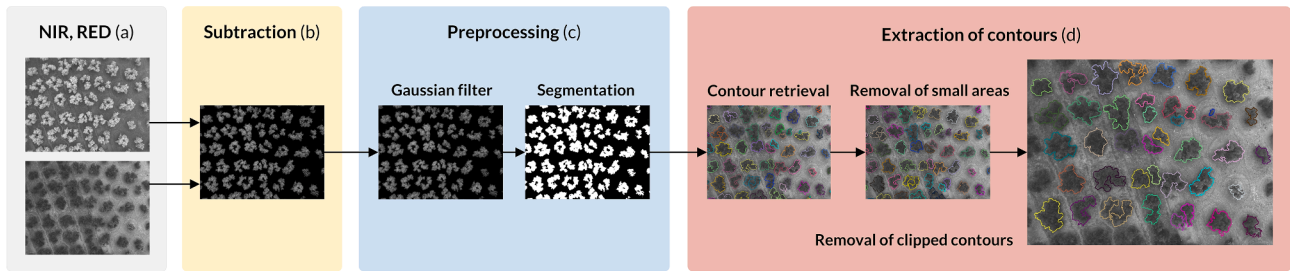 NIR, RED (a)
Subtraction (b)
Preprocessing (c)
Extraction of contours (d)
Gaussian filter
Segmentation
Contour retrieval
Removal of small areas
Removal of clipped contours